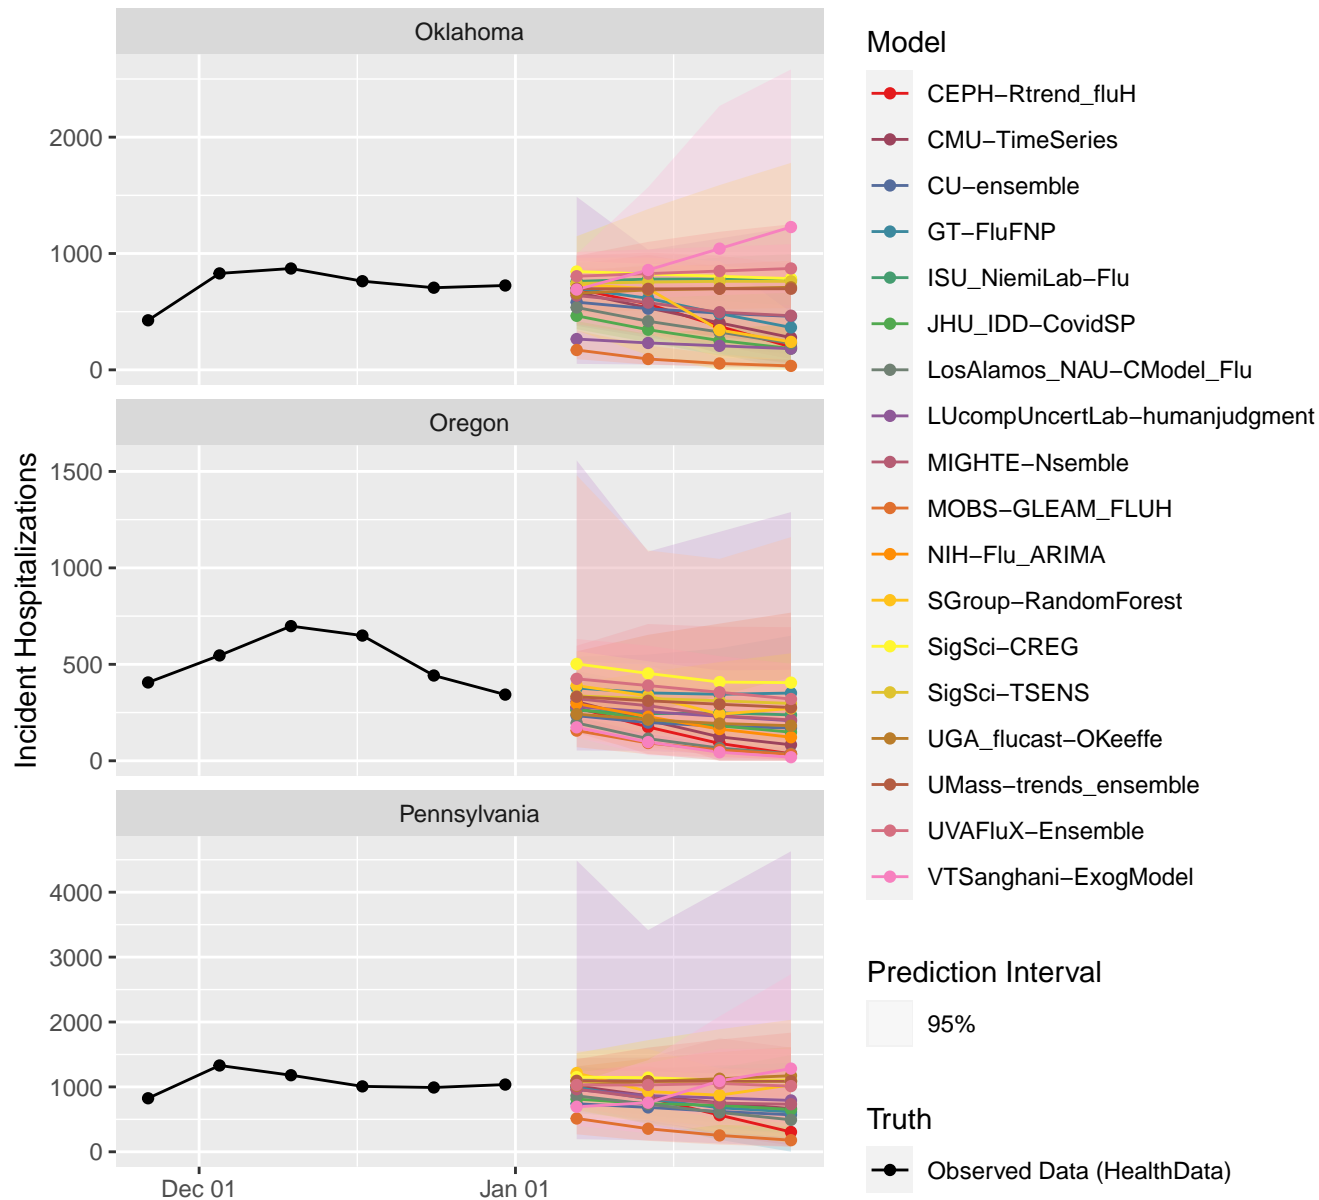 Oklahoma
2000
1000
0
Oregon
1500
1000
500
0
Pennsylvania
4000
3000
2000
1000
0
Dec 01
Jan 01
Incident Hospitalizations
Model
CEPH−Rtrend_fluH
CMU−TimeSeries
CU−ensemble
GT−FluFNP
ISU_NiemiLab−Flu
JHU_IDD−CovidSP
LosAlamos_NAU−CModel_Flu
LUcompUncertLab−humanjudgment
MIGHTE−Nsemble
MOBS−GLEAM_FLUH
NIH−Flu_ARIMA
SGroup−RandomForest
SigSci−CREG
SigSci−TSENS
UGA_flucast−OKeeffe
UMass−trends_ensemble
UVAFluX−Ensemble
VTSanghani−ExogModel
Prediction Interval
95%
Truth
Observed Data (HealthData)